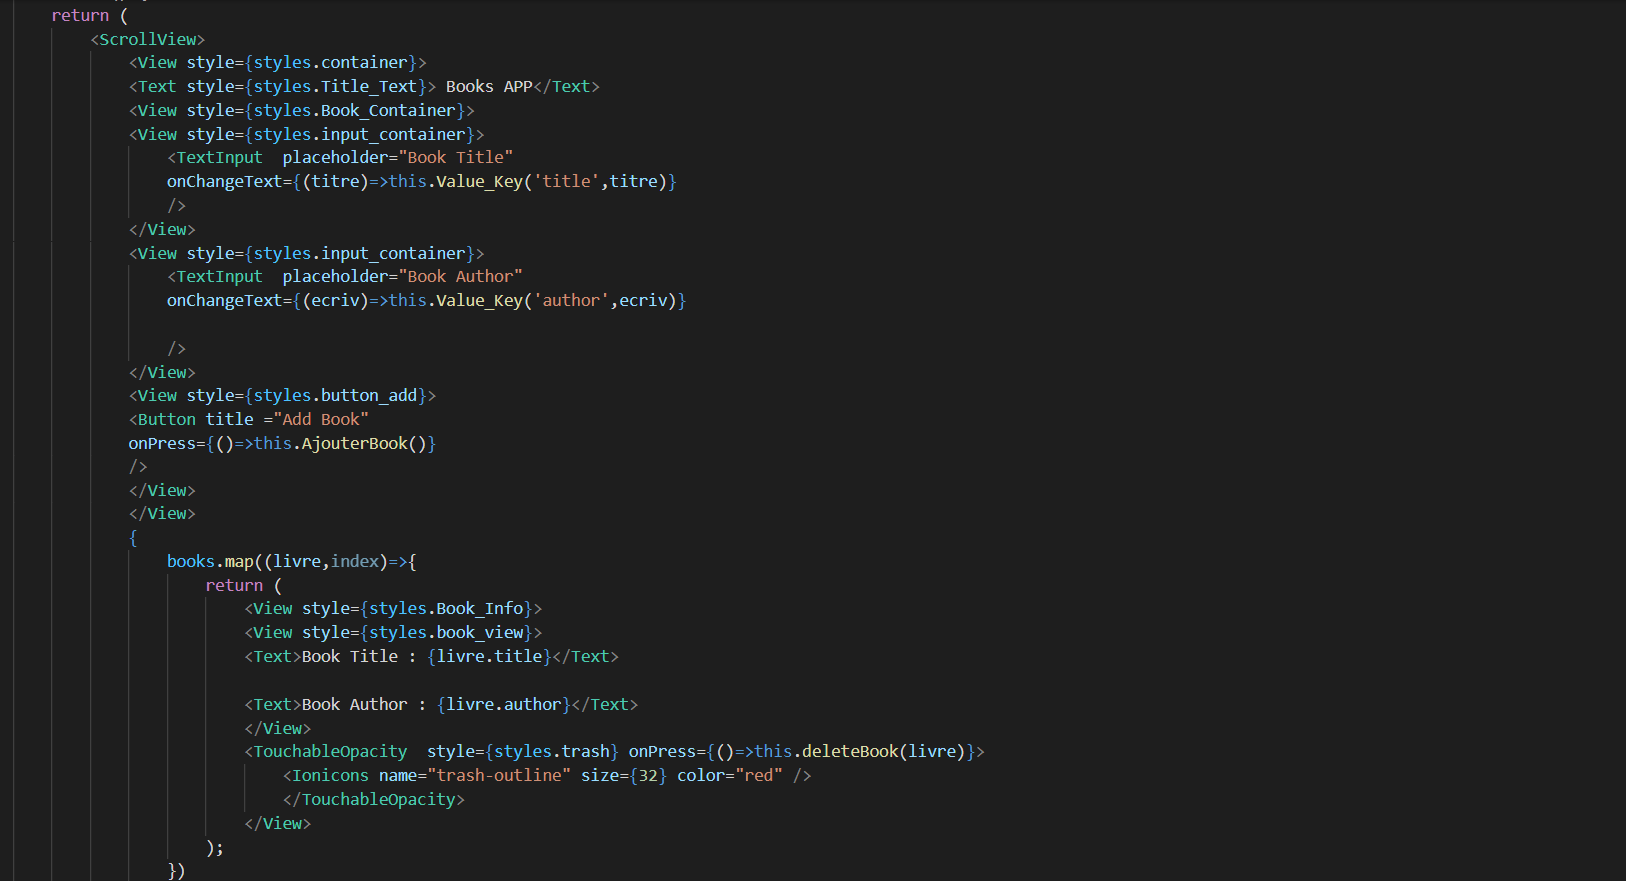 return (
<ScrollView>
<View style={styles.container}>
<Text style={styles.Title_Text}> Books APP</Text>
<View style={styles.Book_Container}>
<View style={styles.input_container}>
<TextInput  placeholder="Book Title"
onChangeText={(titre)=>this.Value_Key('title',titre)}
/>
</View>
<View style={styles.input_container}>
<TextInput  placeholder="Book Author"
onChangeText={(ecriv)=>this.Value_Key('author',ecriv)}
/>
</View>
<View style={styles.button_add}>
<Button title ="Add Book"
onPress={()=>this.AjouterBook()}
/>
</View>
</View>
{
books.map((livre,index)=>{
return (
<View style={styles.Book_Info}>
<View style={styles.book_view}>
<Text>Book Title : {livre.title}</Text>
<Text>Book Author : {livre.author}</Text>
</View>
<TouchableOpacity  style={styles.trash} onPress={()=>this.deleteBook(livre)}>
<Ionicons name="trash-outline" size={32} color="red" />
</TouchableOpacity>
</View>
);
})